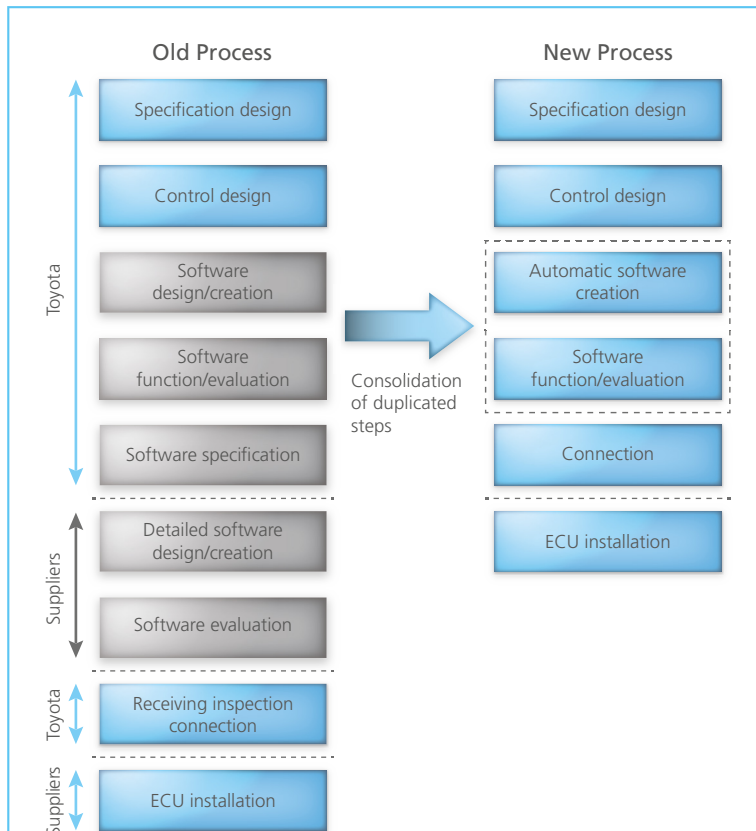 Old Process
New Process
Specification design
Control design
Software
design/creation
Software
function/evaluation
Software specification
Detailed software
design/creation
Software evaluation
Receiving inspection
connection
ECU installation
Toyota
Suppliers
Toyota
Suppliers
Consolidation
of duplicated
steps
Specification design
Control design
Automatic software
creation
Software
function/evaluation
Connection
ECU installation